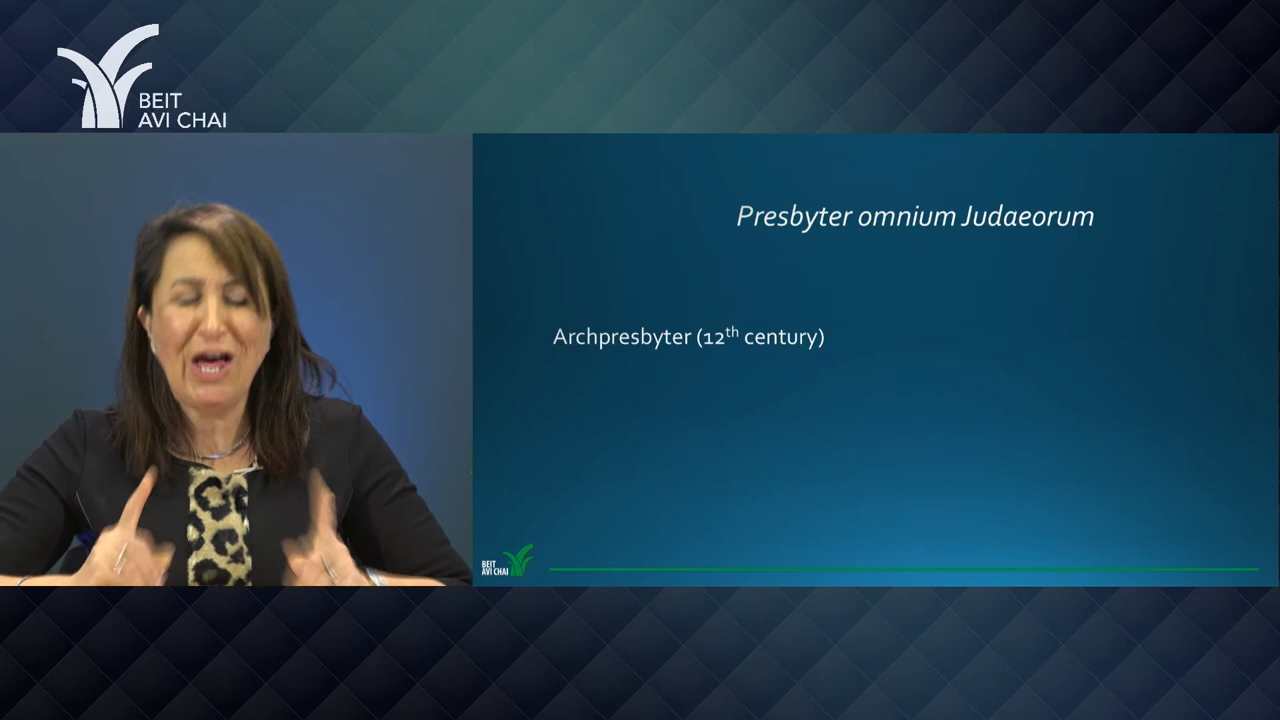 BEIT
AVI CHAI
Presbyter omnium Judaeorum
Archpresbyter (12th century)
BEIT
AVI CHAI